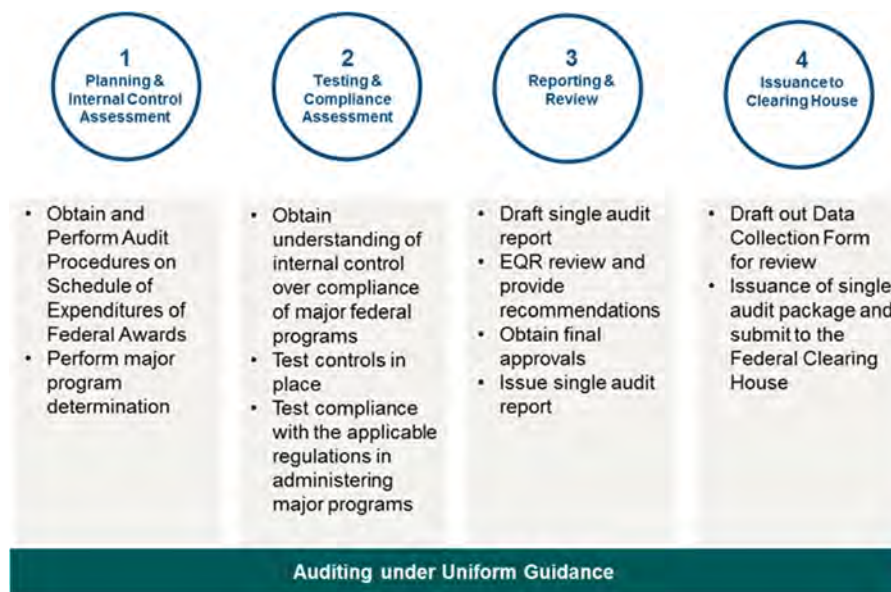 1
Planning &
Internal Control
Assessment
2
Testing &
Compliance
Assessment
3
Reporting &
Review
4
Issuance to
Clearing House
• Obtain and
Perform Audit
Procedures on
Schedule of
Expenditures of
Federal Awards
• Perform major
program
determination
• Obtain
understanding of
internal control
over compliance
of major federal
programs
• Test controls in
place
• Test compliance
with the applicable
regulations in
administering
major programs
• Draft single audit
report
• EQR review and
provide
recommendations
• Obtain final
approvals
• Issue single audit
report
• Draft out Data
Collection Form
for review
• Issuance of single
audit package and
submit to the
Federal Clearing
House
Auditing under Uniform Guidance